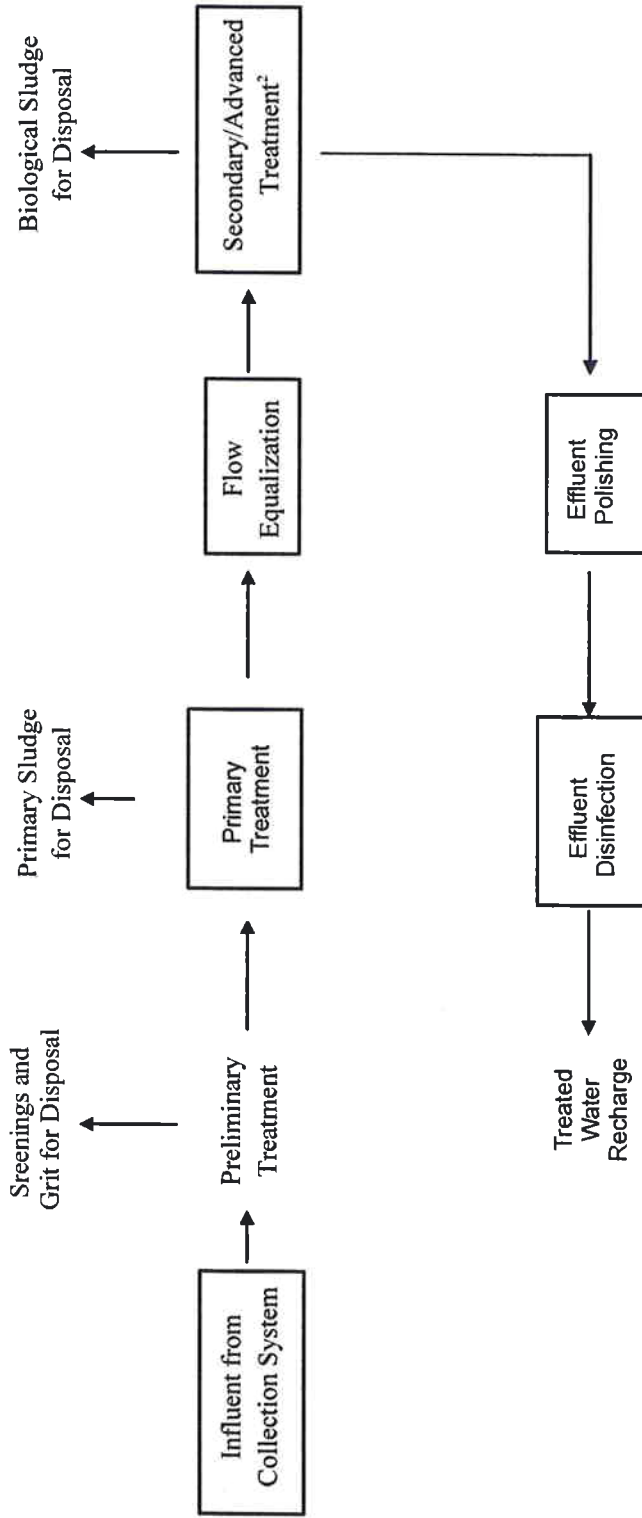 Sreenings and
Grit for Disposal
Primary Sludge
for Disposal
Biological Sludge
for Disposal
Influent from
Collection System
Preliminary
Treatment
Primary
Treatment
Flow
Equalization
Secondary/Advanced
Treatment²
Treated
Water
Recharge
Effluent
Disinfection
Effluent
Polishing